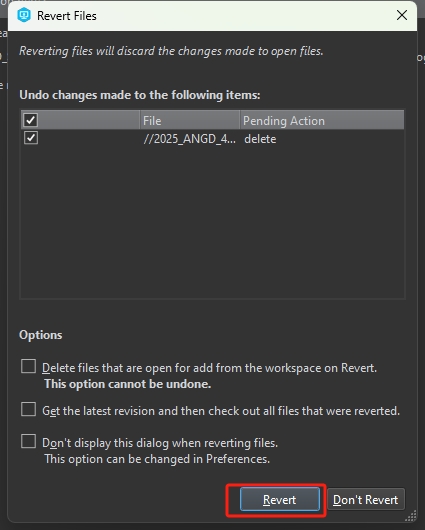 Revert Files
Reverting files will discard the changes made to open files.
Undo changes made to the following items:
File Pending Action
//2025_ANGD_4... delete
Options
Delete files that are open for add from the workspace on Revert.
This option cannot be undone.
Get the latest revision and then check out all files that were reverted.
Don't display this dialog when reverting files.
This option can be changed in Preferences.
Revert Don't Revert